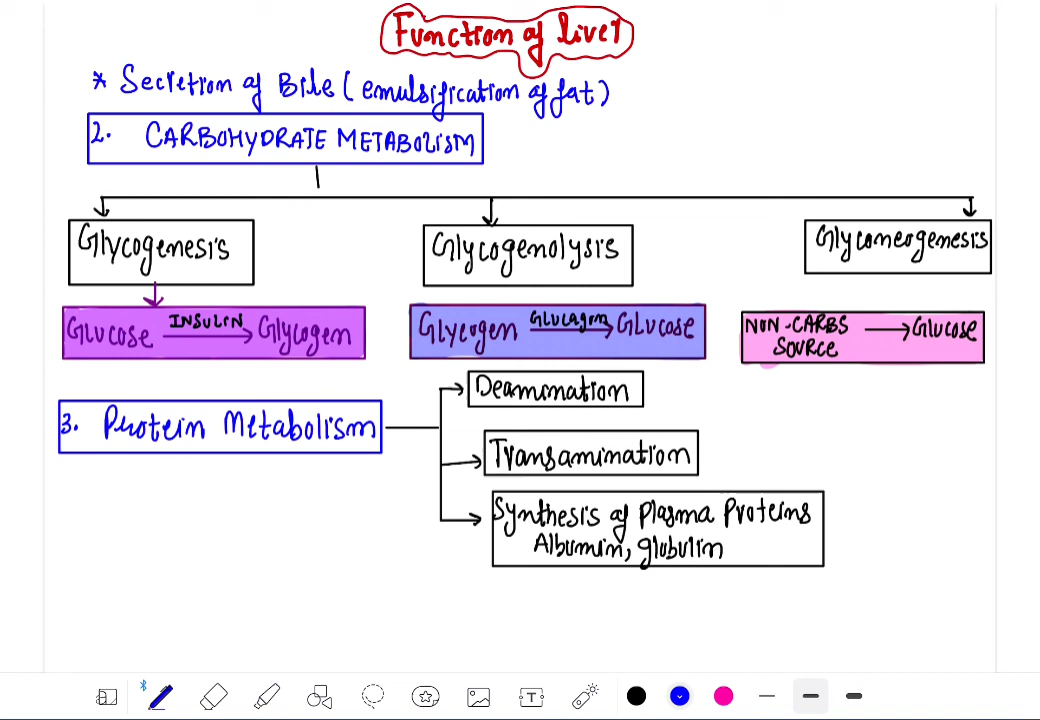 Function of liver
* Secretion of Bile (emulsification of fat)
2. CARBOHYDRATE METABOLISM
Glycogenesis
Glycogenolysis
Glyconeogenesis
Glucose INSULIN Glycogen
Glycogen GLUCAGON Glucose
NON-CARBS SOURCE Glucose
3. Protein Metabolism
Deamination
Transamination
Synthesis of Plasma Proteins
Albumin, globulin
T